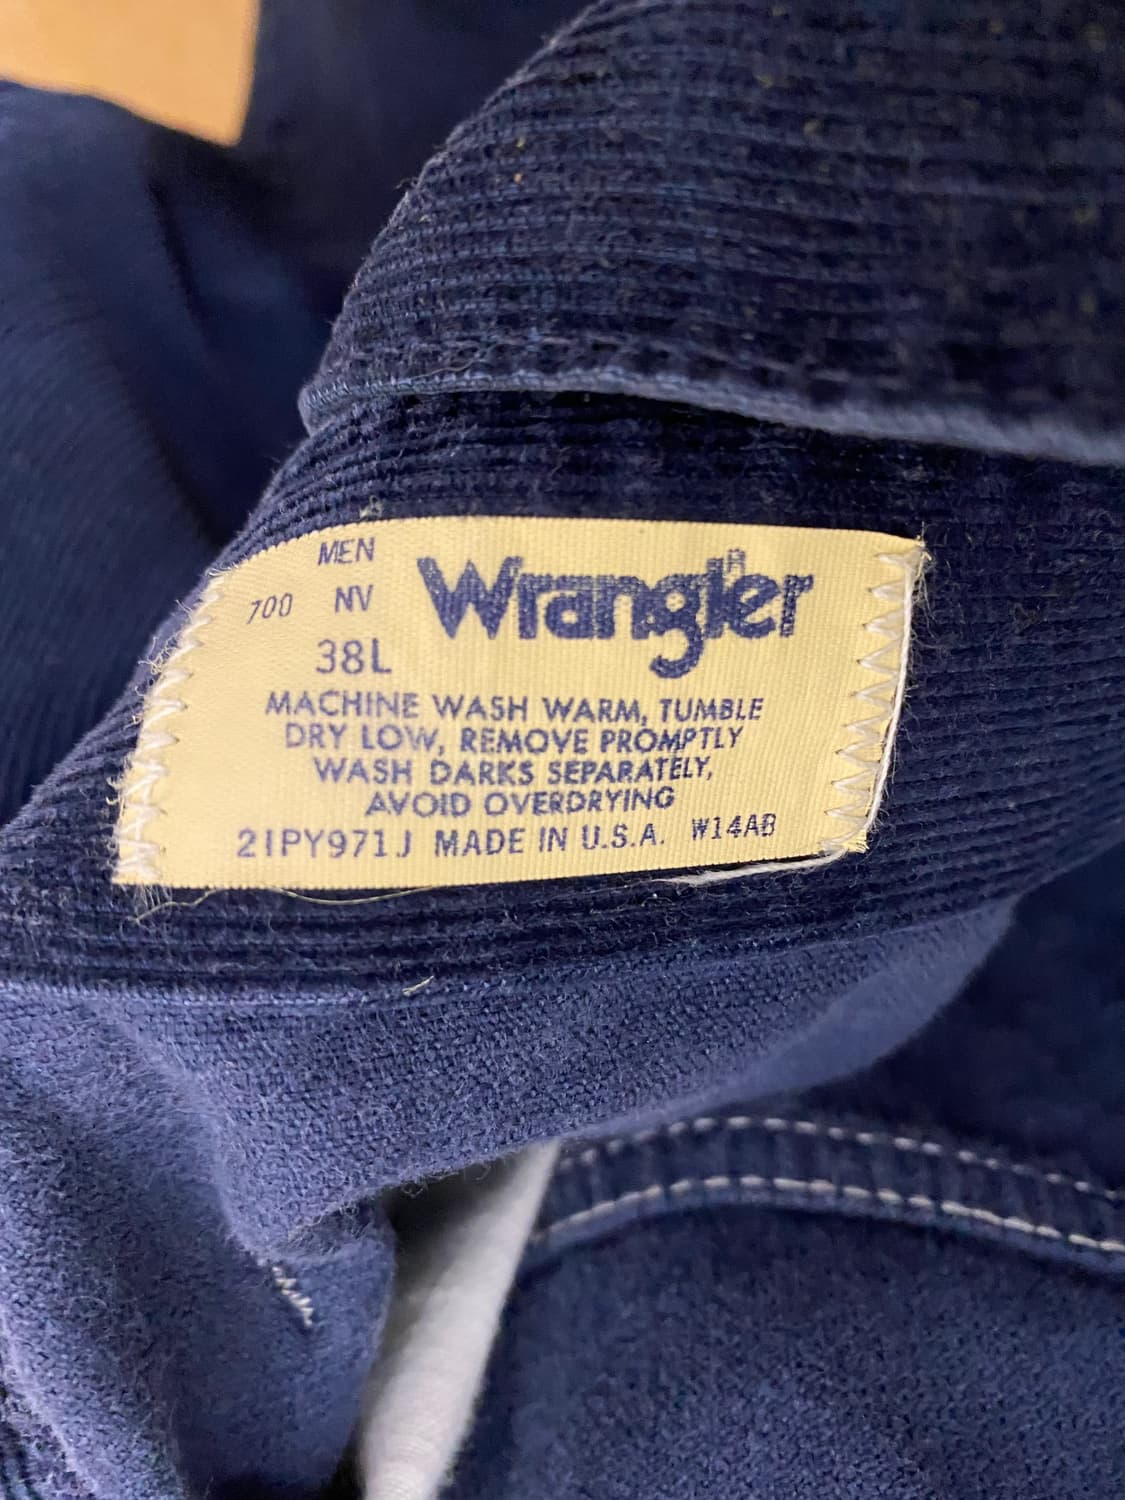 MEN
700 NV Wrangler®
38L
MACHINE WASH WARM, TUMBLE
DRY LOW, REMOVE PROMPTLY
WASH DARKS SEPARATELY,
AVOID OVERDRYING
21PY971J MADE IN U.S.A. W14AB